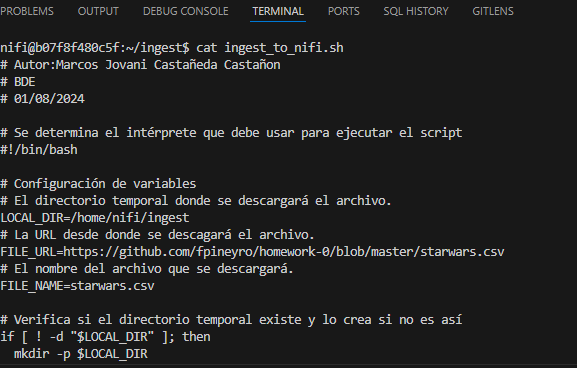 PROBLEMS OUTPUT DEBUG CONSOLE TERMINAL PORTS SQL HISTORY GITLENS
nifi@b07f8f480c5f:~/ingest$ cat ingest_to_nifi.sh
# Autor:Marcos Jovani Castañeda Castañon
# BDE
# 01/08/2024
# Se determina el intérprete que debe usar para ejecutar el script
#!/bin/bash
# Configuración de variables
# El directorio temporal donde se descargará el archivo.
LOCAL_DIR=/home/nifi/ingest
# La URL desde donde se descagará el archivo.
FILE_URL=https://github.com/fpineyro/homework-0/blob/master/starwars.csv
# El nombre del archivo que se descargará.
FILE_NAME=starwars.csv
# Verifica si el directorio temporal existe y lo crea si no es así
if [ ! -d "$LOCAL_DIR" ]; then
  mkdir -p $LOCAL_DIR